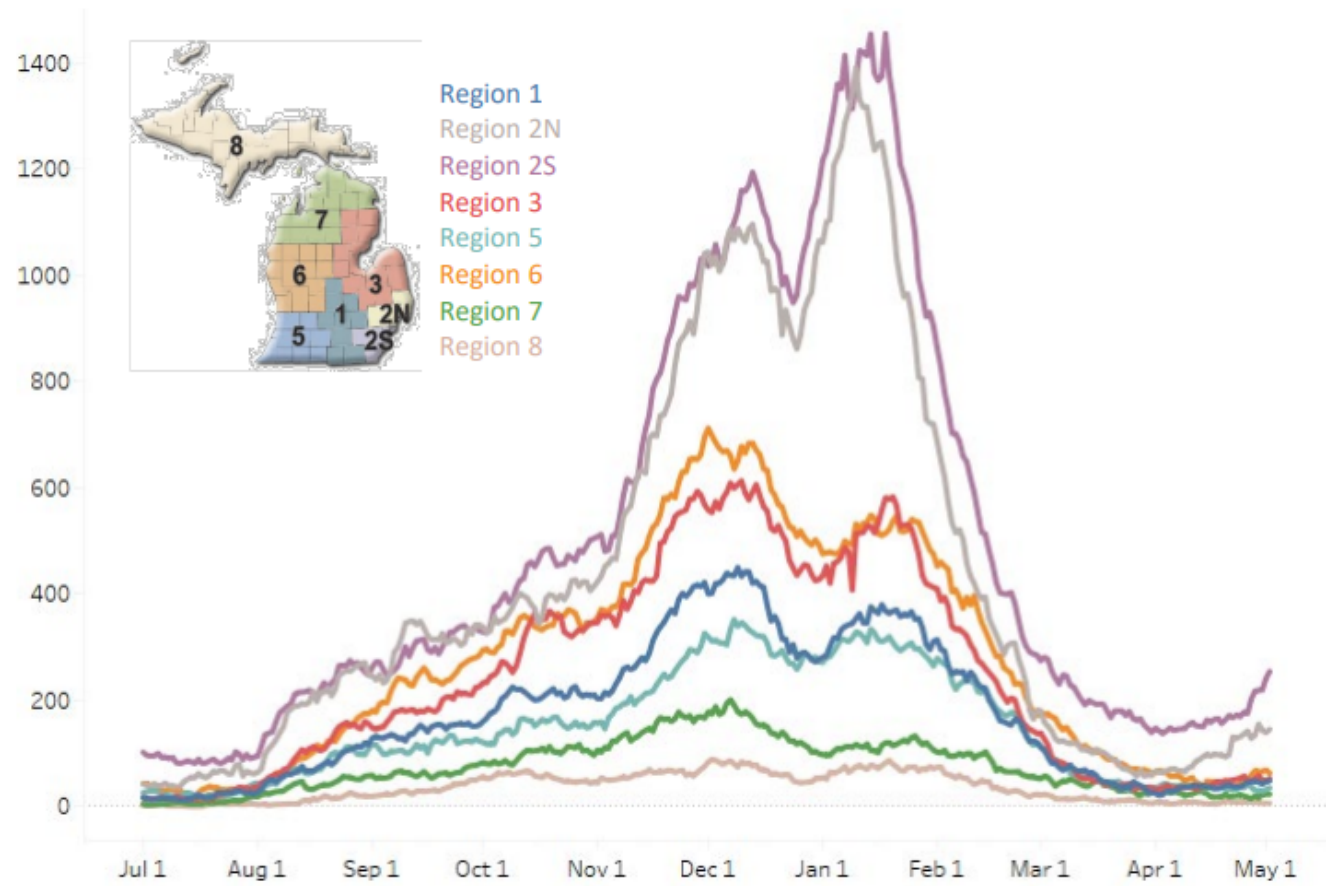 1400
1200
1000
800
600
400
200
0
8
7
6
3
1
2N
5
2S
Region 1
Region 2N
Region 2S
Region 3
Region 5
Region 6
Region 7
Region 8
Jul 1 Aug 1 Sep 1 Oct 1 Nov 1 Dec 1 Jan 1 Feb 1 Mar 1 Apr 1 May 1